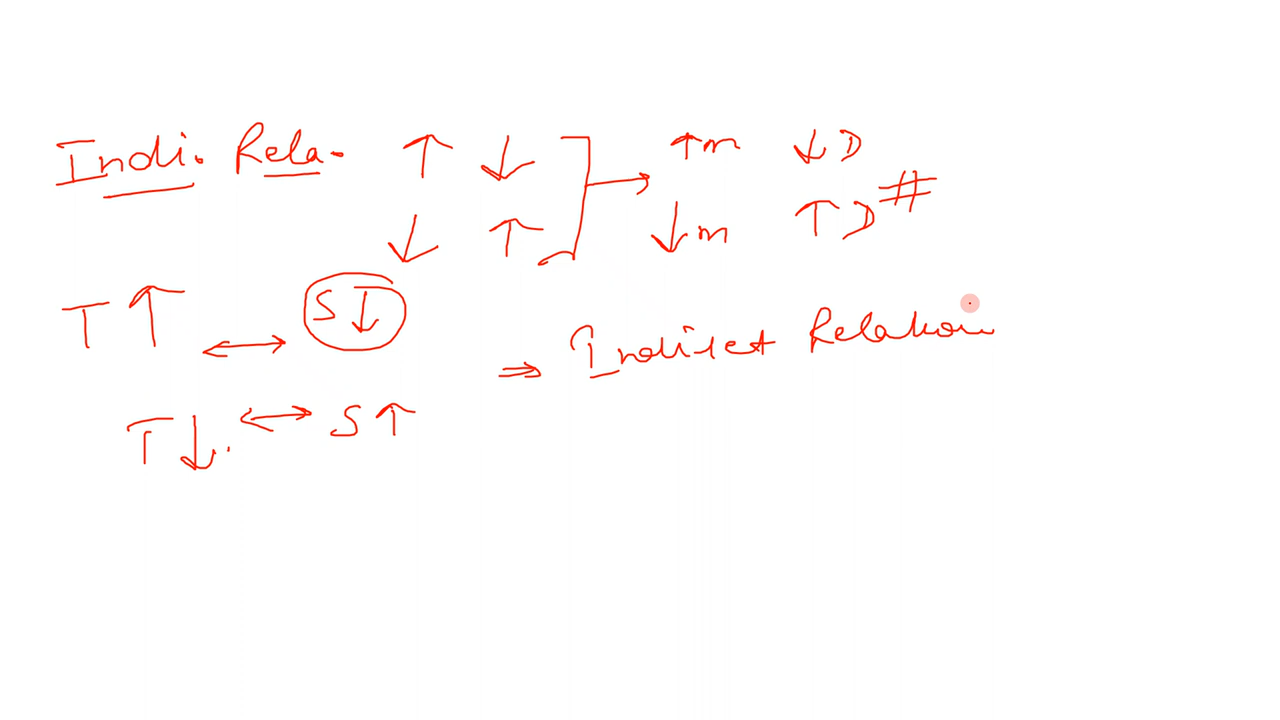 Indi. Rela. ↑ ↓ → ↑m ↓D
↓ ↑ ↓m ↑D #
T↑ ↔ S↓
⇒ Indirect Relation
T↓. ↔ S↑